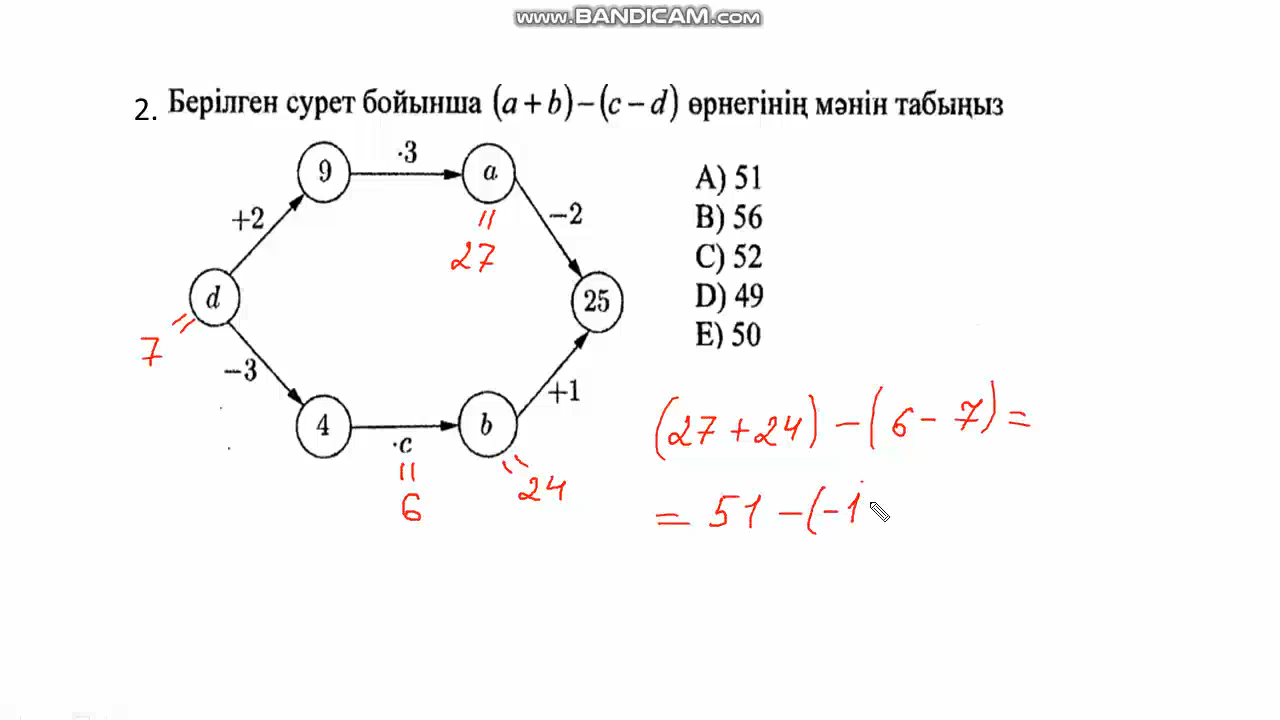 www.BANDICAM.com
2. Берілген сурет бойынша (a + b) − (c − d) өрнегінің мәнін табыңыз
9
·3
a
+2
−2
27
d
25
7
−3
+1
4
·c
b
6
24
A) 51
B) 56
C) 52
D) 49
E) 50
(27 + 24) − (6 − 7) =
= 51 − (−1